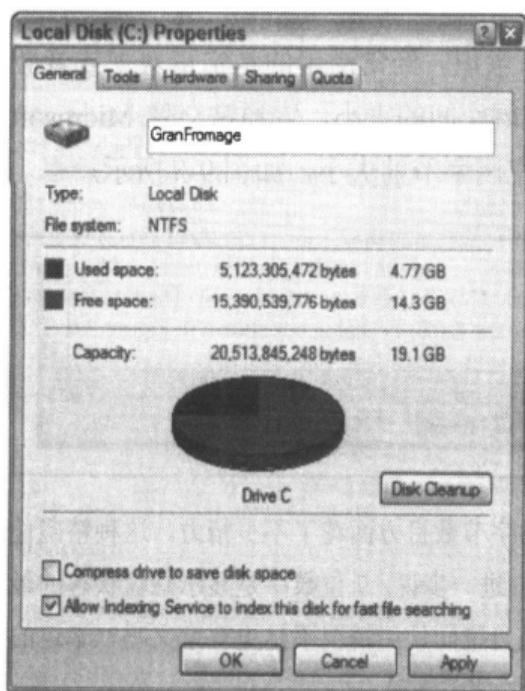 Local Disk (C:) Properties
General Tools Hardware Sharing Quota
GranFromage
Type: Local Disk
File system: NTFS
Used space: 5,123,305,472 bytes 4.77 GB
Free space: 15,390,539,776 bytes 14.3 GB
Capacity: 20,513,845,248 bytes 19.1 GB
Drive C
Disk Cleanup
Compress drive to save disk space
Allow Indexing Service to index this disk for fast file searching
OK Cancel Apply